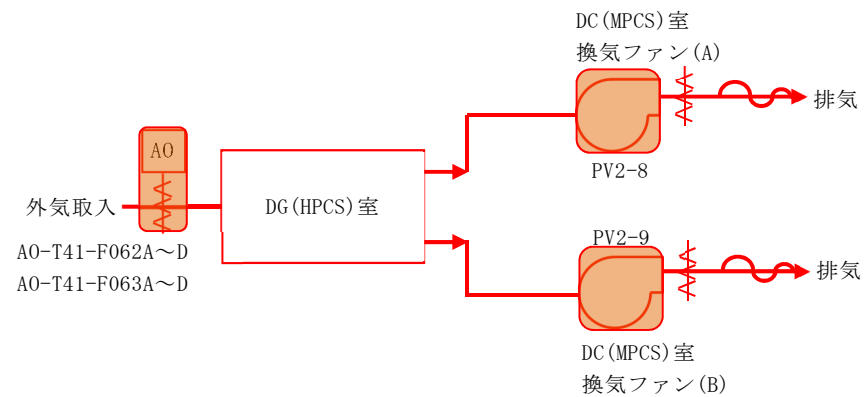 DC(MPCS)室
換気ファン(A)
排気
PV2-8
AO
外気取入
AO-T41-F062A～D
AO-T41-F063A～D
DG(HPCS)室
PV2-9
排気
DC(MPCS)室
換気ファン(B)